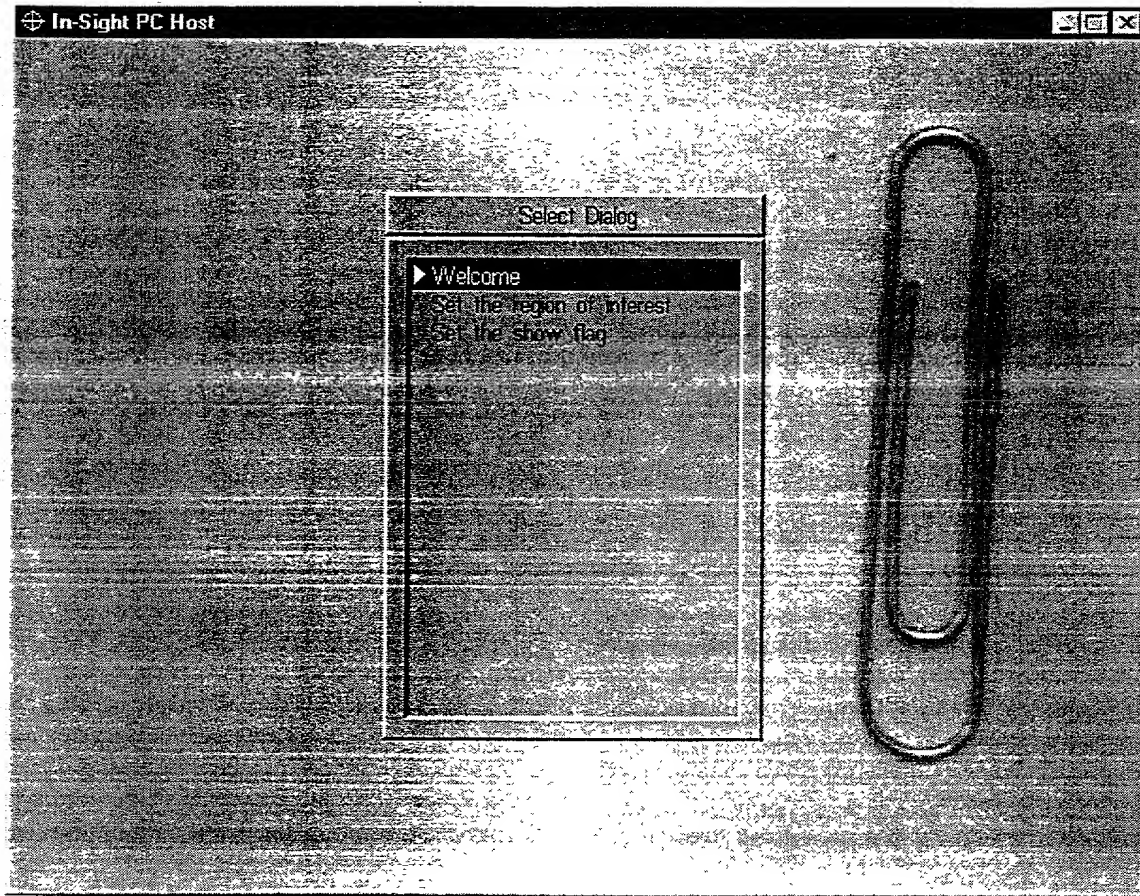 In-Sight PC Host
Select Dialog
Welcome
Set the region of interest
Set the show flag